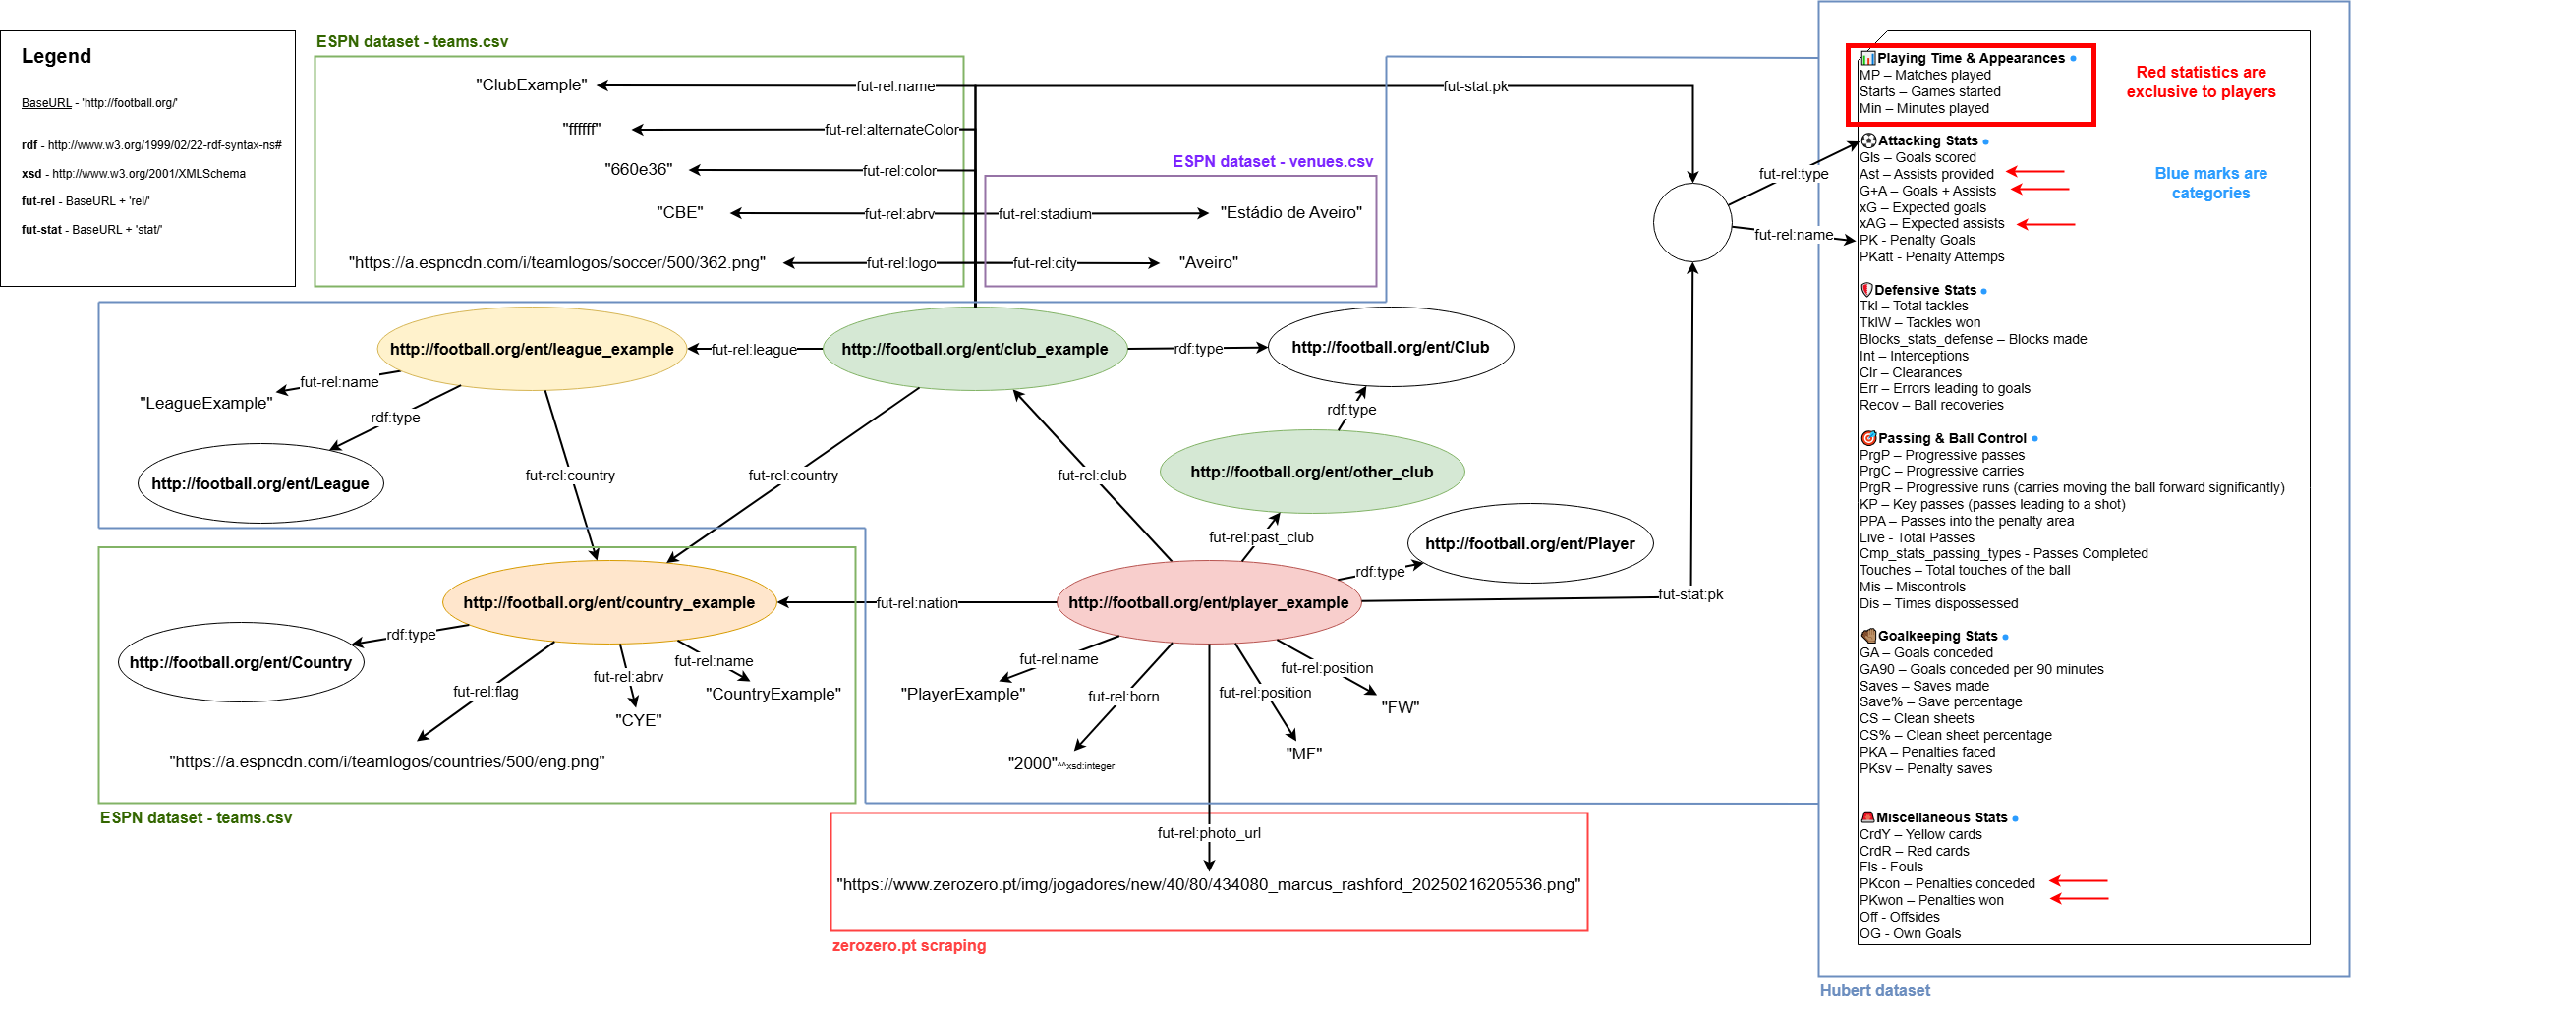 Legend
BaseURL - 'http://football.org/'
rdf - http://www.w3.org/1999/02/22-rdf-syntax-ns#
xsd - http://www.w3.org/2001/XMLSchema
fut-rel - BaseURL + 'rel/'
fut-stat - BaseURL + 'stat/'
ESPN dataset - teams.csv
"ClubExample"
fut-rel:name
"ffffff"
fut-rel:alternateColor
"660e36"
fut-rel:color
"CBE"
fut-rel:abrv
"https://a.espncdn.com/i/teamlogos/soccer/500/362.png"
fut-rel:logo
ESPN dataset - venues.csv
fut-rel:stadium
"Estádio de Aveiro"
fut-rel:city
"Aveiro"
fut-stat:pk
fut-rel:type
fut-rel:name
http://football.org/ent/league_example
fut-rel:league
http://football.org/ent/club_example
rdf:type
http://football.org/ent/Club
fut-rel:name
"LeagueExample"
rdf:type
http://football.org/ent/League
fut-rel:country
fut-rel:country
fut-rel:club
rdf:type
http://football.org/ent/other_club
fut-rel:past_club
http://football.org/ent/Player
rdf:type
http://football.org/ent/country_example
fut-rel:nation
http://football.org/ent/player_example
fut-stat:pk
rdf:type
http://football.org/ent/Country
fut-rel:flag
fut-rel:abrv
fut-rel:name
"CountryExample"
"CYE"
"https://a.espncdn.com/i/teamlogos/countries/500/eng.png"
ESPN dataset - teams.csv
fut-rel:name
"PlayerExample"
fut-rel:born
"2000"^^xsd:integer
fut-rel:position
"MF"
fut-rel:position
"FW"
fut-rel:photo_url
"https://www.zerozero.pt/img/jogadores/new/40/80/434080_marcus_rashford_20250216205536.png"
zerozero.pt scraping
Playing Time & Appearances
MP – Matches played
Starts – Games started
Min – Minutes played
Red statistics are
exclusive to players
Attacking Stats
Gls – Goals scored
Ast – Assists provided
G+A – Goals + Assists
xG – Expected goals
xAG – Expected assists
PK - Penalty Goals
PKatt - Penalty Attemps
Blue marks are
categories
Defensive Stats
Tkl – Total tackles
TklW – Tackles won
Blocks_stats_defense – Blocks made
Int – Interceptions
Clr – Clearances
Err – Errors leading to goals
Recov – Ball recoveries
Passing & Ball Control
PrgP – Progressive passes
PrgC – Progressive carries
PrgR – Progressive runs (carries moving the ball forward significantly)
KP – Key passes (passes leading to a shot)
PPA – Passes into the penalty area
Live - Total Passes
Cmp_stats_passing_types - Passes Completed
Touches – Total touches of the ball
Mis – Miscontrols
Dis – Times dispossessed
Goalkeeping Stats
GA – Goals conceded
GA90 – Goals conceded per 90 minutes
Saves – Saves made
Save% – Save percentage
CS – Clean sheets
CS% – Clean sheet percentage
PKA – Penalties faced
PKsv – Penalty saves
Miscellaneous Stats
CrdY – Yellow cards
CrdR – Red cards
Fls - Fouls
PKcon – Penalties conceded
PKwon – Penalties won
Off - Offsides
OG - Own Goals
Hubert dataset